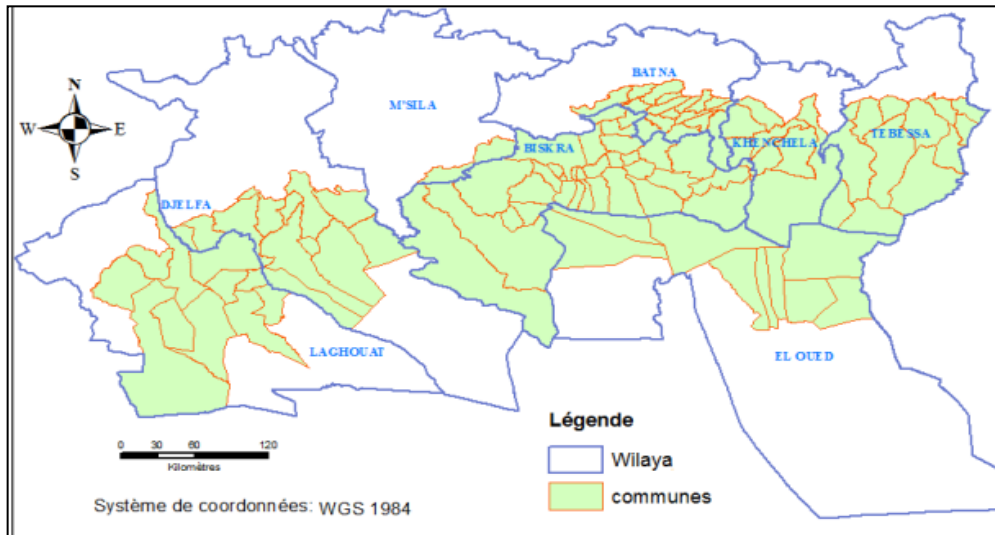 BATNA
M'SILA
N
W E
S
BISKRA
KHENCHELA
TEBESSA
DJELFA
LAGHOUAT
EL OUED
Légende
Wilaya
communes
0 30 60 120
Kilomètres
Système de coordonnées: WGS 1984